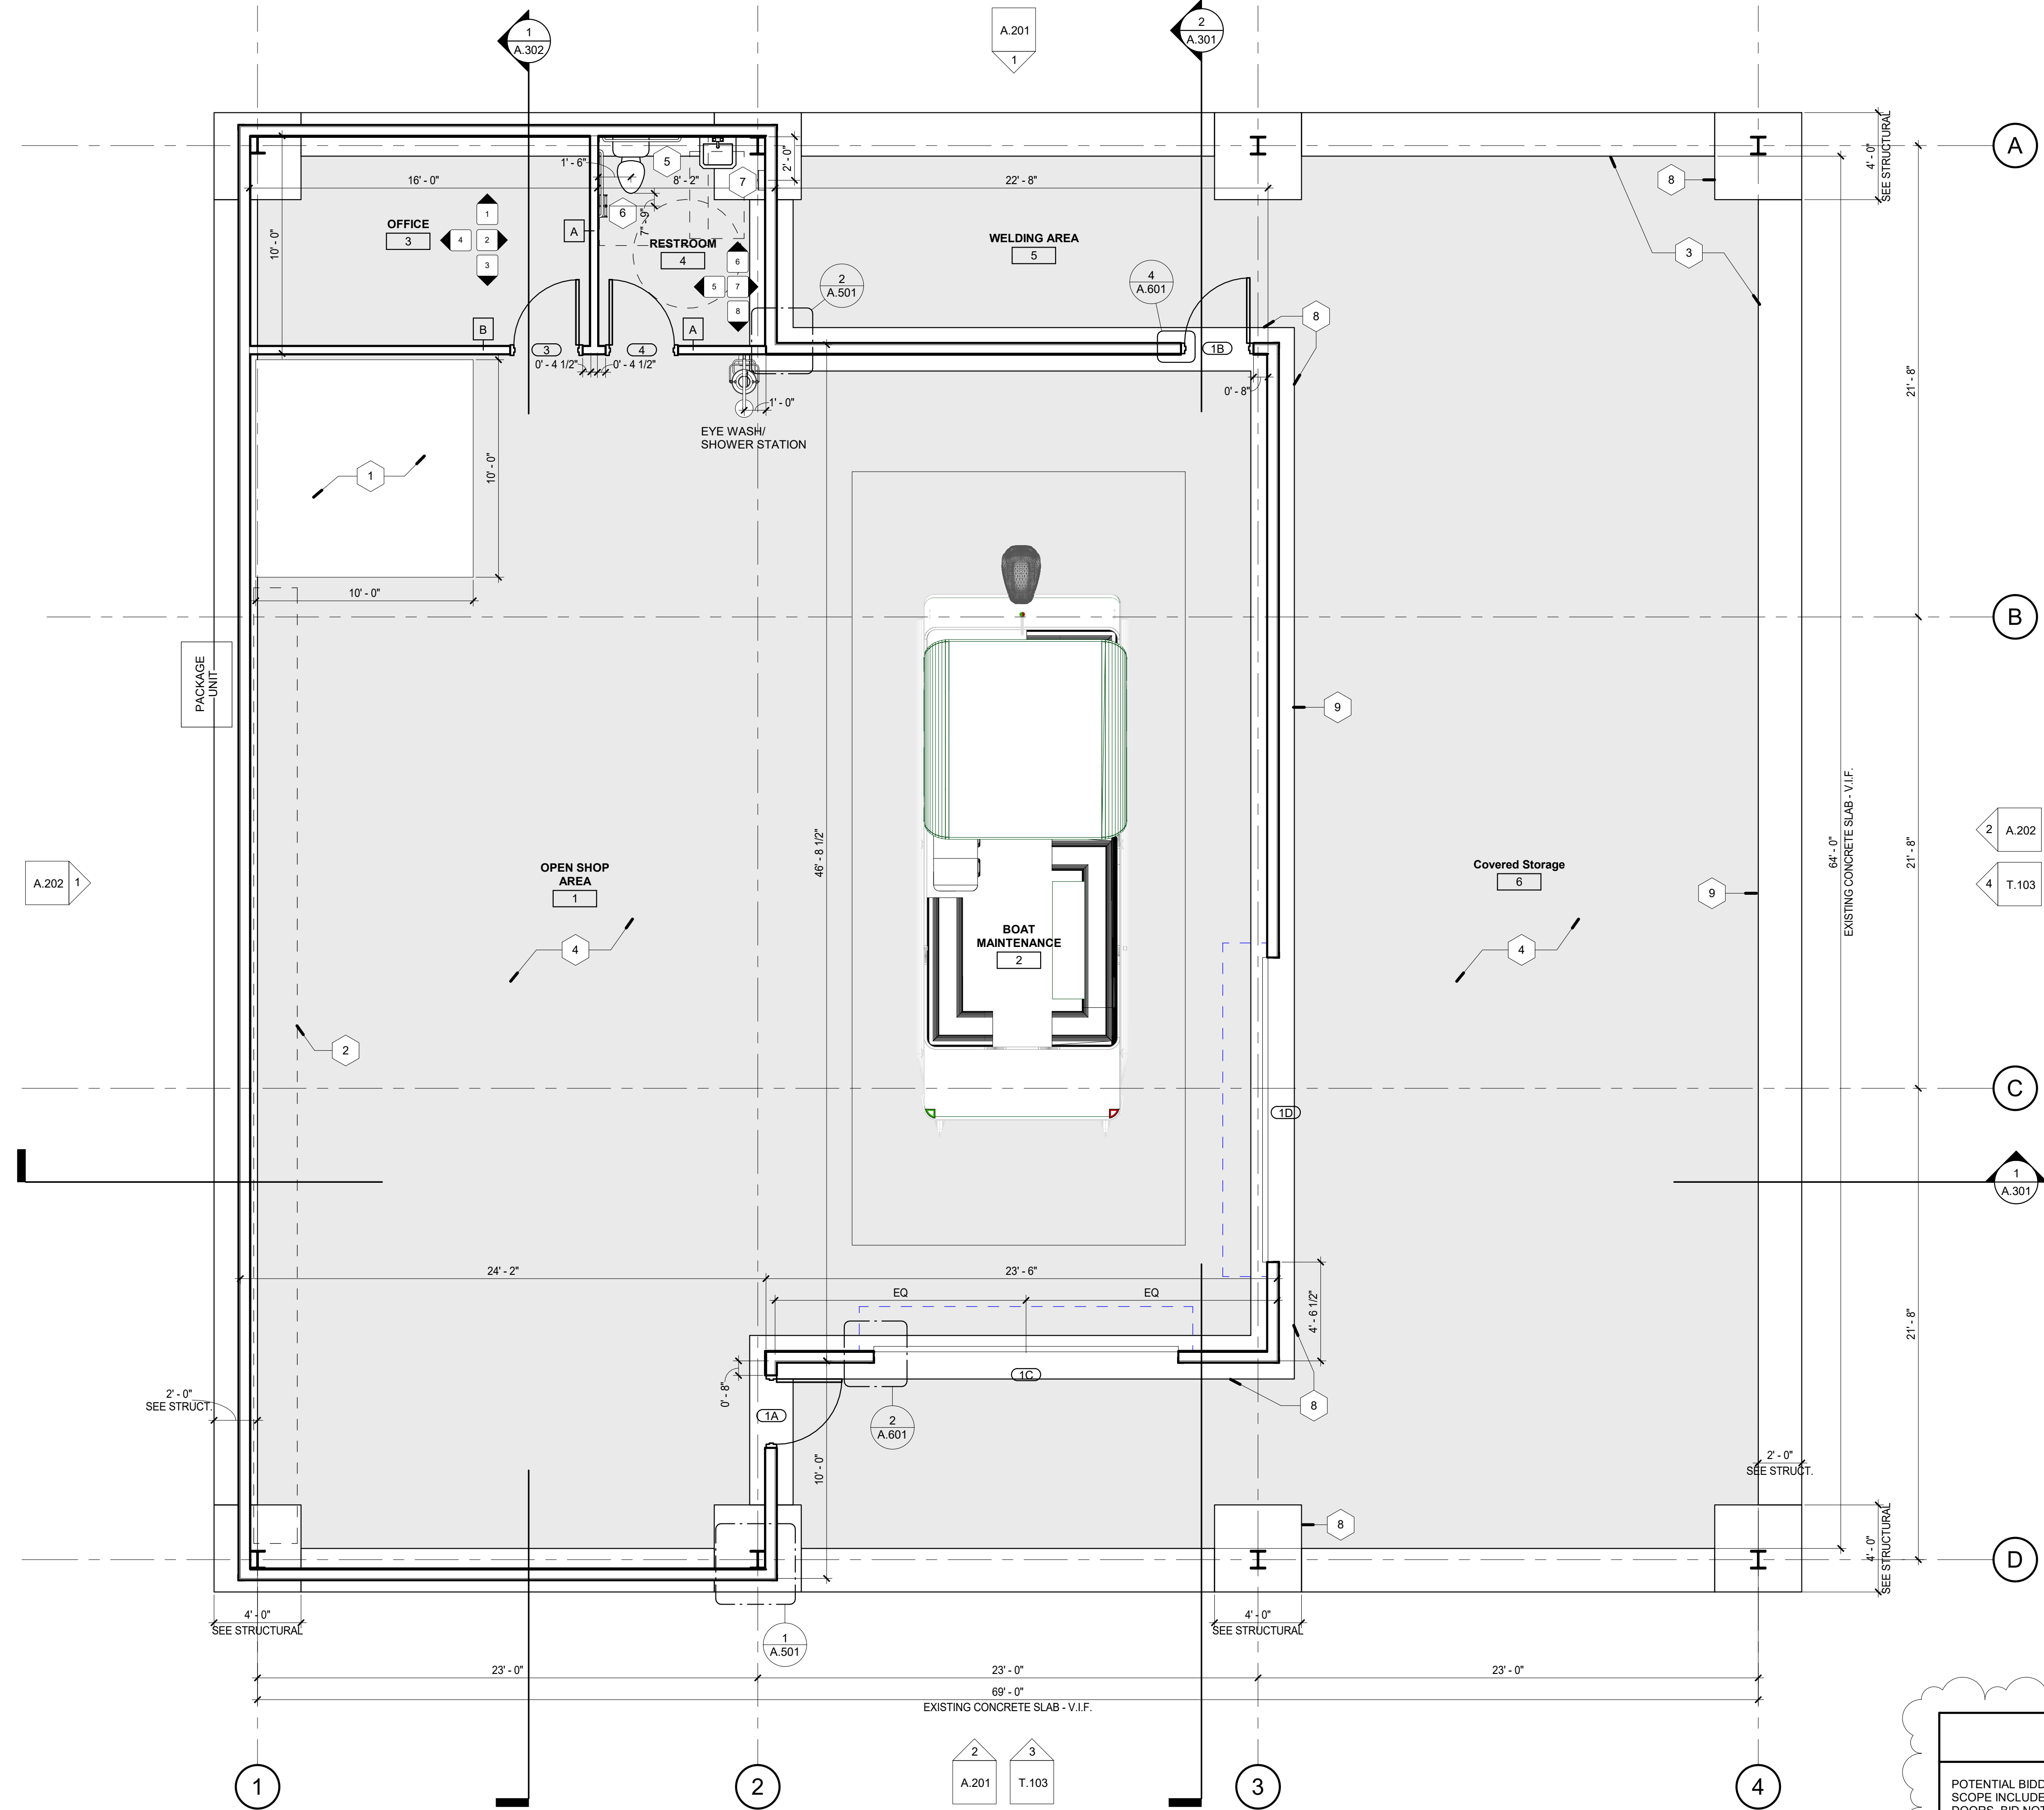 1
A.302
A.201
1
2
A.301
A
4' - 0"
SEE STRUCTURAL
1' - 6"
5
2' - 0"
16' - 0"
8' - 2"
7
22' - 8"
8
6
7" - 9"
10' - 0"
OFFICE
3
1
4
2
3
A
RESTROOM
4
6
5
7
8
WELDING AREA
5
3
2
A.501
4
A.601
8
B
A
3
4
1B
0' - 4 1/2"
0' - 4 1/2"
0' - 8"
1' - 0"
21' - 8"
EYE WASH/
SHOWER STATION
1
10' - 0"
10' - 0"
B
PACKAGE
UNIT
9
46' - 8 1/2"
64' - 0"
EXISTING CONCRETE SLAB - V.I.F.
21' - 8"
2
A.202
4
T.103
A.202
1
OPEN SHOP
AREA
1
Covered Storage
6
9
BOAT
MAINTENANCE
2
4
4
2
C
1D
1
A.301
24' - 2"
23' - 6"
EQ
EQ
4' - 6 1/2"
21' - 8"
1C
0' - 8"
2' - 0"
SEE STRUCT.
1A
8
2
A.601
10' - 0"
2' - 0"
SEE STRUCT.
8
4' - 0"
SEE STRUCTURAL
D
4' - 0"
SEE STRUCTURAL
4' - 0"
SEE STRUCTURAL
1
A.501
23' - 0"
23' - 0"
23' - 0"
69' - 0"
EXISTING CONCRETE SLAB - V.I.F.
2
A.201
3
T.103
1
2
3
4
POTENTIAL BIDD
SCOPE INCLUDE